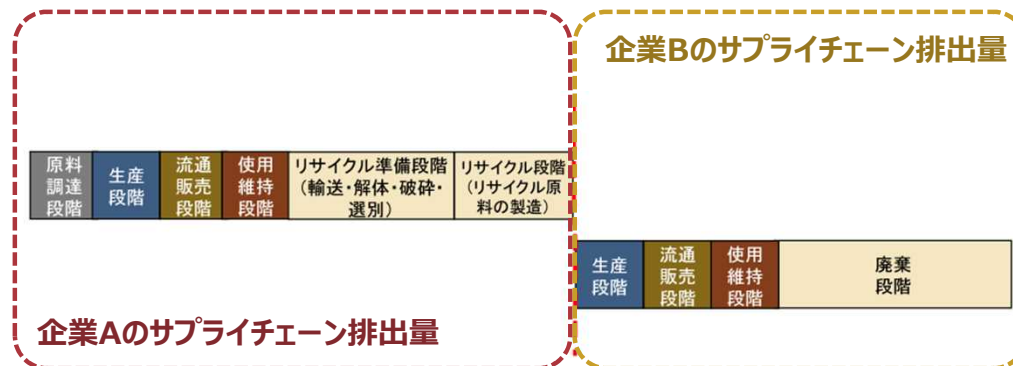 企業Bのサプライチェーン排出量
原料
調達
段階
生産
段階
流通
販売
段階
使用
維持
段階
リサイクル準備段階
(輸送・解体・破砕・
選別)
リサイクル段階
(リサイクル原
料の製造)
生産
段階
流通
販売
段階
使用
維持
段階
廃棄
段階
企業Aのサプライチェーン排出量